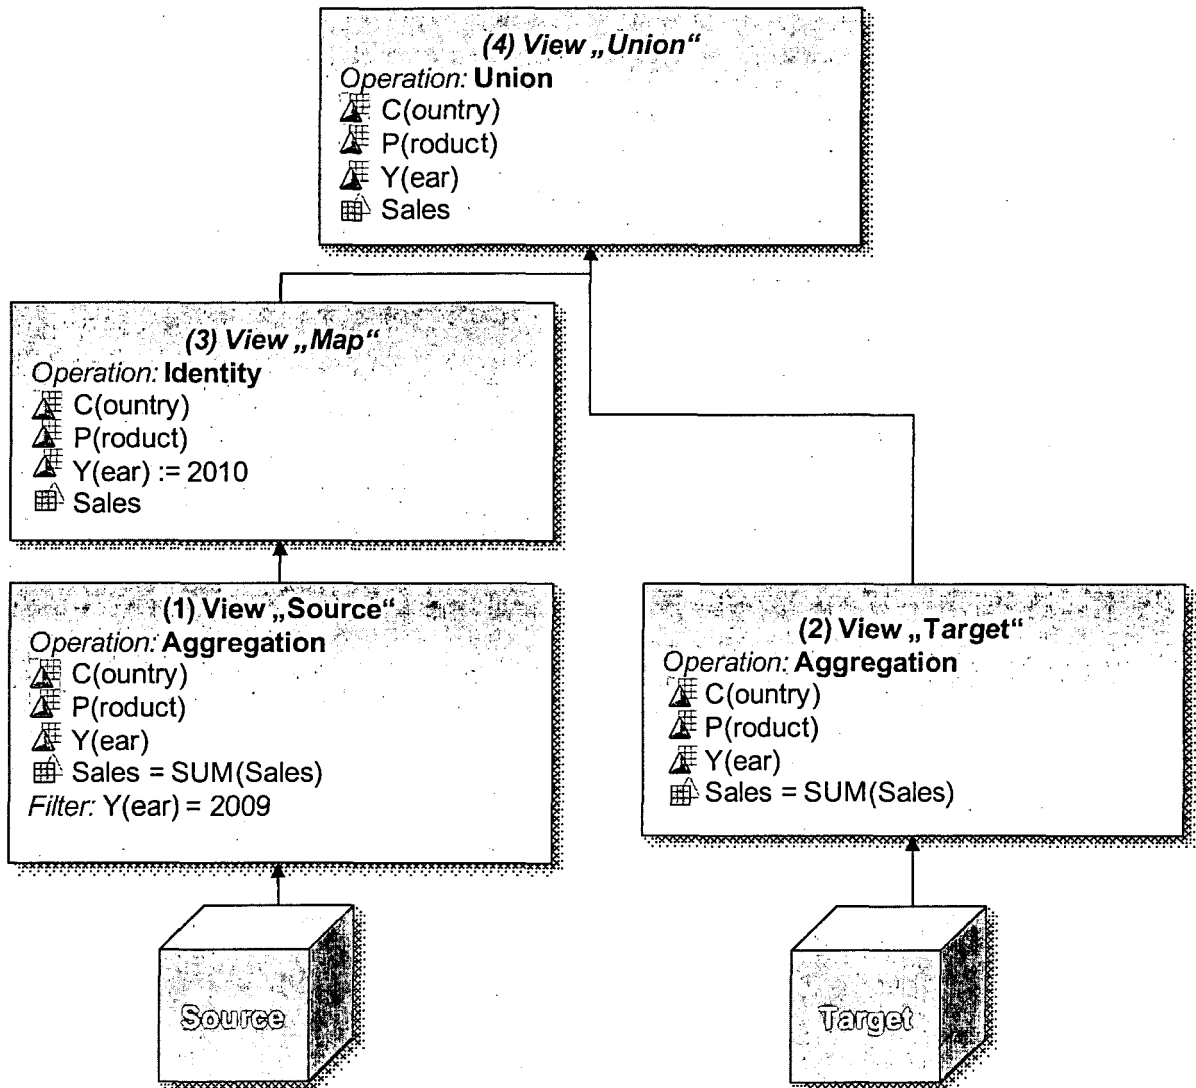 (4) View „Union“
Operation: Union
C(ountry)
P(roduct)
Y(ear)
Sales
(3) View „Map“
Operation: Identity
C(ountry)
P(roduct)
Y(ear) := 2010
Sales
(1) View „Source“
Operation: Aggregation
C(ountry)
P(roduct)
Y(ear)
Sales = SUM(Sales)
Filter: Y(ear) = 2009
(2) View „Target“
Operation: Aggregation
C(ountry)
P(roduct)
Y(ear)
Sales = SUM(Sales)
Source
Target